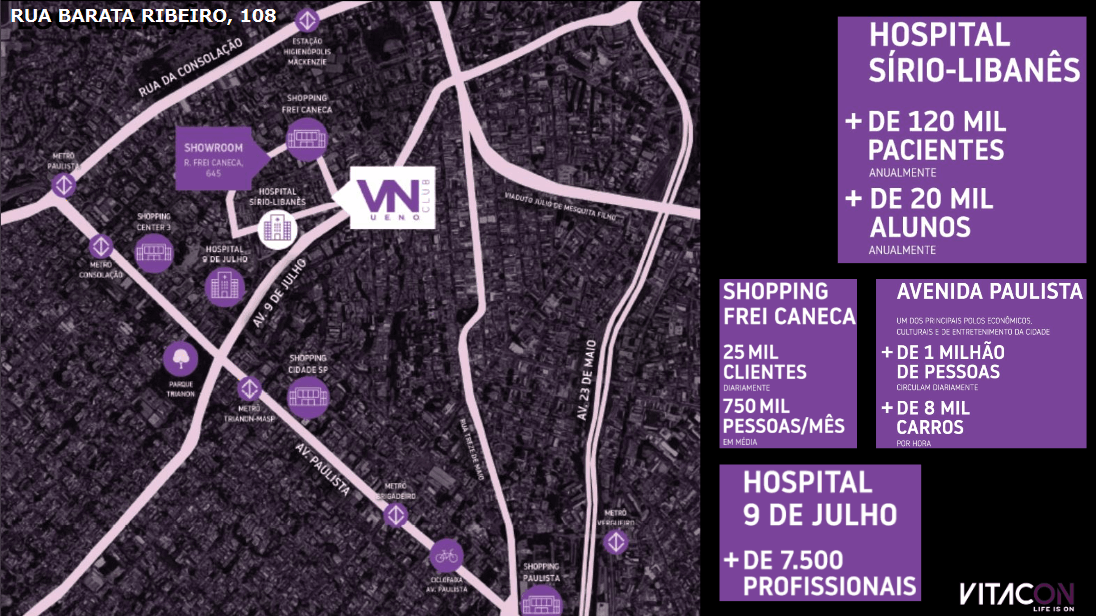 RUA BARATA RIBEIRO, 108
ESTAÇÃO
HIGIENÓPOLIS
MACKENZIE
RUA DA CONSOLAÇÃO
SHOPPING
FREI CANECA
SHOWROOM
R. FREI CANECA,
645
METRÔ
PAULISTA
HOSPITAL
SÍRIO-LIBANÊS
VN
UENO
CLUB
VIADUTO JULIO DE MESQUITA FILHO
SHOPPING
CENTER 3
METRÔ
CONSOLAÇÃO
HOSPITAL
9 DE JULHO
AV. 9 DE JULHO
PARQUE
TRIANON
SHOPPING
CIDADE SP
METRÔ
TRIANON-MASP
AV. PAULISTA
RUA TREZE DE MAIO
AV. 23 DE MAIO
METRÔ
BRIGADEIRO
METRÔ
VERGUEIRO
CICLOFAIXA
AV. PAULISTA
SHOPPING
PAULISTA
HOSPITAL
SÍRIO-LIBANÊS
+ DE 120 MIL
PACIENTES
ANUALMENTE
+ DE 20 MIL
ALUNOS
ANUALMENTE
SHOPPING
FREI CANECA
25 MIL
CLIENTES
DIARIAMENTE
750 MIL
PESSOAS/MÊS
EM MÉDIA
AVENIDA PAULISTA
UM DOS PRINCIPAIS POLOS ECONÔMICOS,
CULTURAIS E DE ENTRETENIMENTO DA CIDADE
+ DE 1 MILHÃO
DE PESSOAS
CIRCULAM DIARIAMENTE
+ DE 8 MIL
CARROS
POR HORA
HOSPITAL
9 DE JULHO
+ DE 7.500
PROFISSIONAIS
VITACON
LIFE IS ON